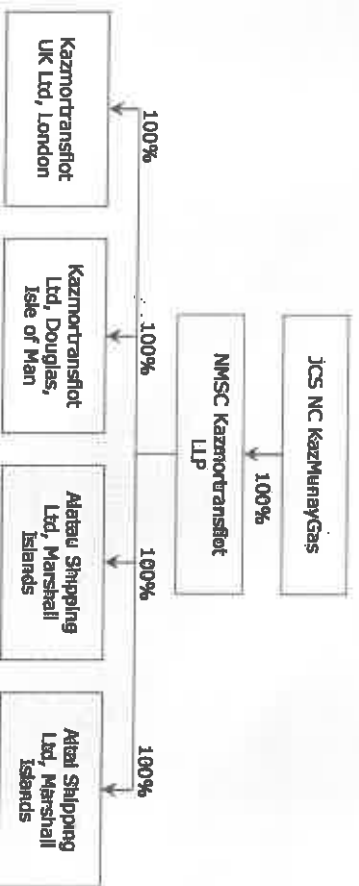 JCS NC KazMunayGas
100%
NMSC Kazmortransflot
LLP
100%
100%
100%
100%
Kazmortransflot
UK Ltd, London
Kazmortransflot
Ltd, Douglas,
Isle of Man
Alatau Shipping
Ltd, Marshall
Islands
Altai Shipping
Ltd, Marshall
Islands